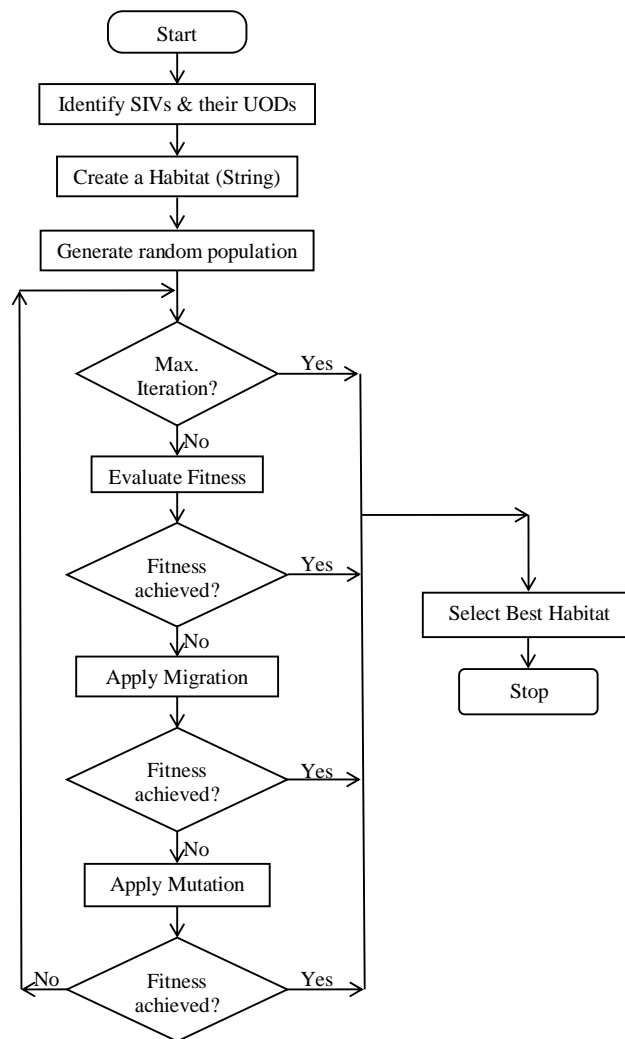 Start
Identify SIVs & their UODs
Create a Habitat (String)
Generate random population
Max.
Iteration?
Yes
No
Evaluate Fitness
Fitness
achieved?
Yes
No
Select Best Habitat
Apply Migration
Stop
Fitness
achieved?
Yes
No
Apply Mutation
No
Fitness
achieved?
Yes